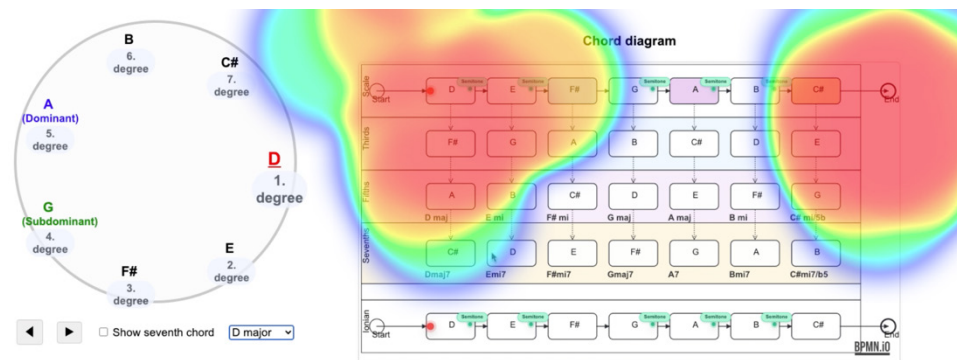 B
6.
degree
C#
7.
degree
A
(Dominant)
5.
degree
D
1.
degree
G
(Subdominant)
4.
degree
E
2.
degree
F#
3.
degree
Show seventh chord D major
Chord diagram
Scale
Semitone Semitone Semitone Semitone Semitone
Start D E F# G A B C# End
Thirds
F# G A B C# D E
Fifths
A B C# D E F# G
D maj E mi F# mi G maj A maj B mi C# mi/5b
Sevenths
C# D E F# G A B
Dmaj7 Emi7 F#mi7 Gmaj7 A7 Bmi7 C#mi7/b5
Ionian
Semitone Semitone Semitone Semitone Semitone
Start D E F# G A B C# End
BPMN.iO